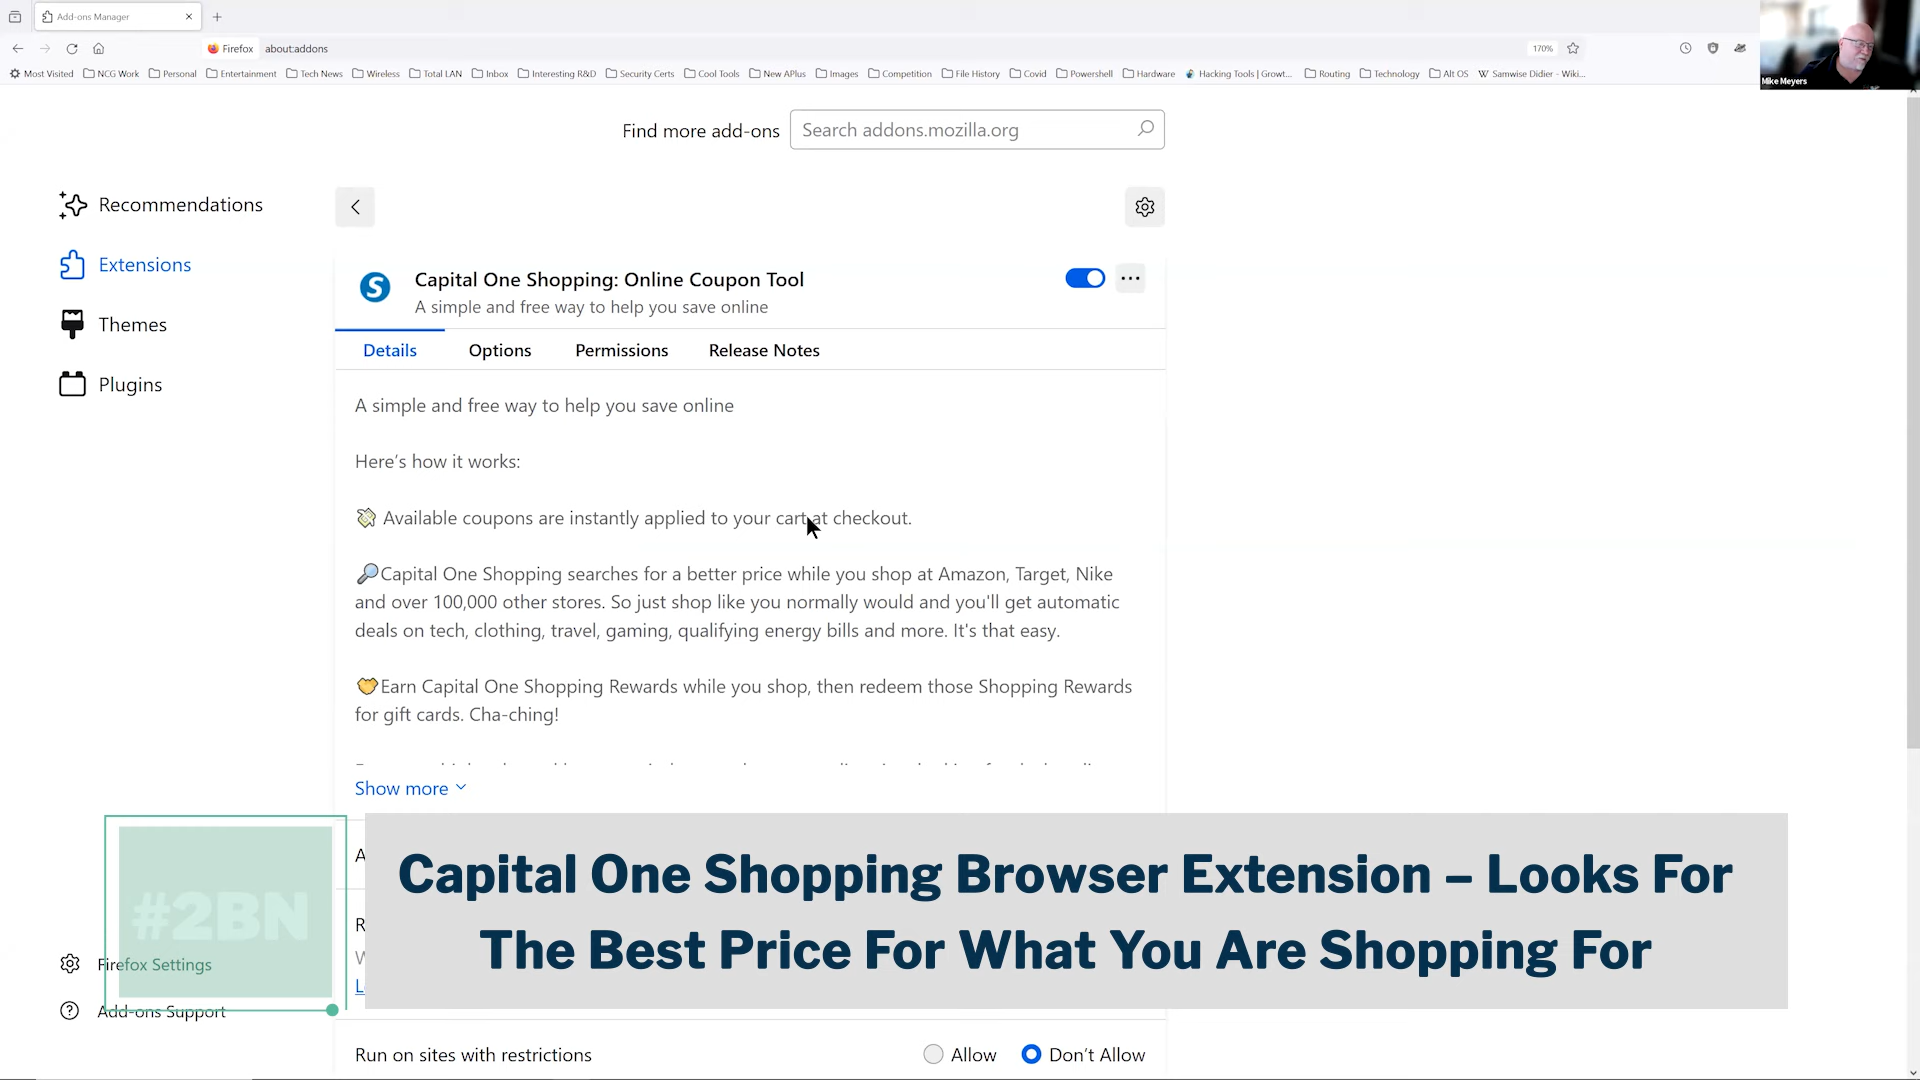 Add-ons Manager
Firefox about:addons 170%
Most Visited NCG Work Personal Entertainment Tech News Wireless Total LAN Inbox Interesting R&D Security Certs Cool Tools New APlus Images Competition File History Covid Powershell Hardware Hacking Tools | Growt... Routing Technology Alt OS W Samwise Didier - Wiki...
Mike Meyers
Find more add-ons Search addons.mozilla.org
Recommendations
Extensions
Themes
Plugins
Capital One Shopping: Online Coupon Tool
A simple and free way to help you save online
Details Options Permissions Release Notes
A simple and free way to help you save online
Here's how it works:
Available coupons are instantly applied to your cart at checkout.
Capital One Shopping searches for a better price while you shop at Amazon, Target, Nike
and over 100,000 other stores. So just shop like you normally would and you'll get automatic
deals on tech, clothing, travel, gaming, qualifying energy bills and more. It's that easy.
Earn Capital One Shopping Rewards while you shop, then redeem those Shopping Rewards
for gift cards. Cha-ching!
Show more
#2BN
Capital One Shopping Browser Extension – Looks For
The Best Price For What You Are Shopping For
Firefox Settings
Add-ons Support
Run on sites with restrictions Allow Don't Allow